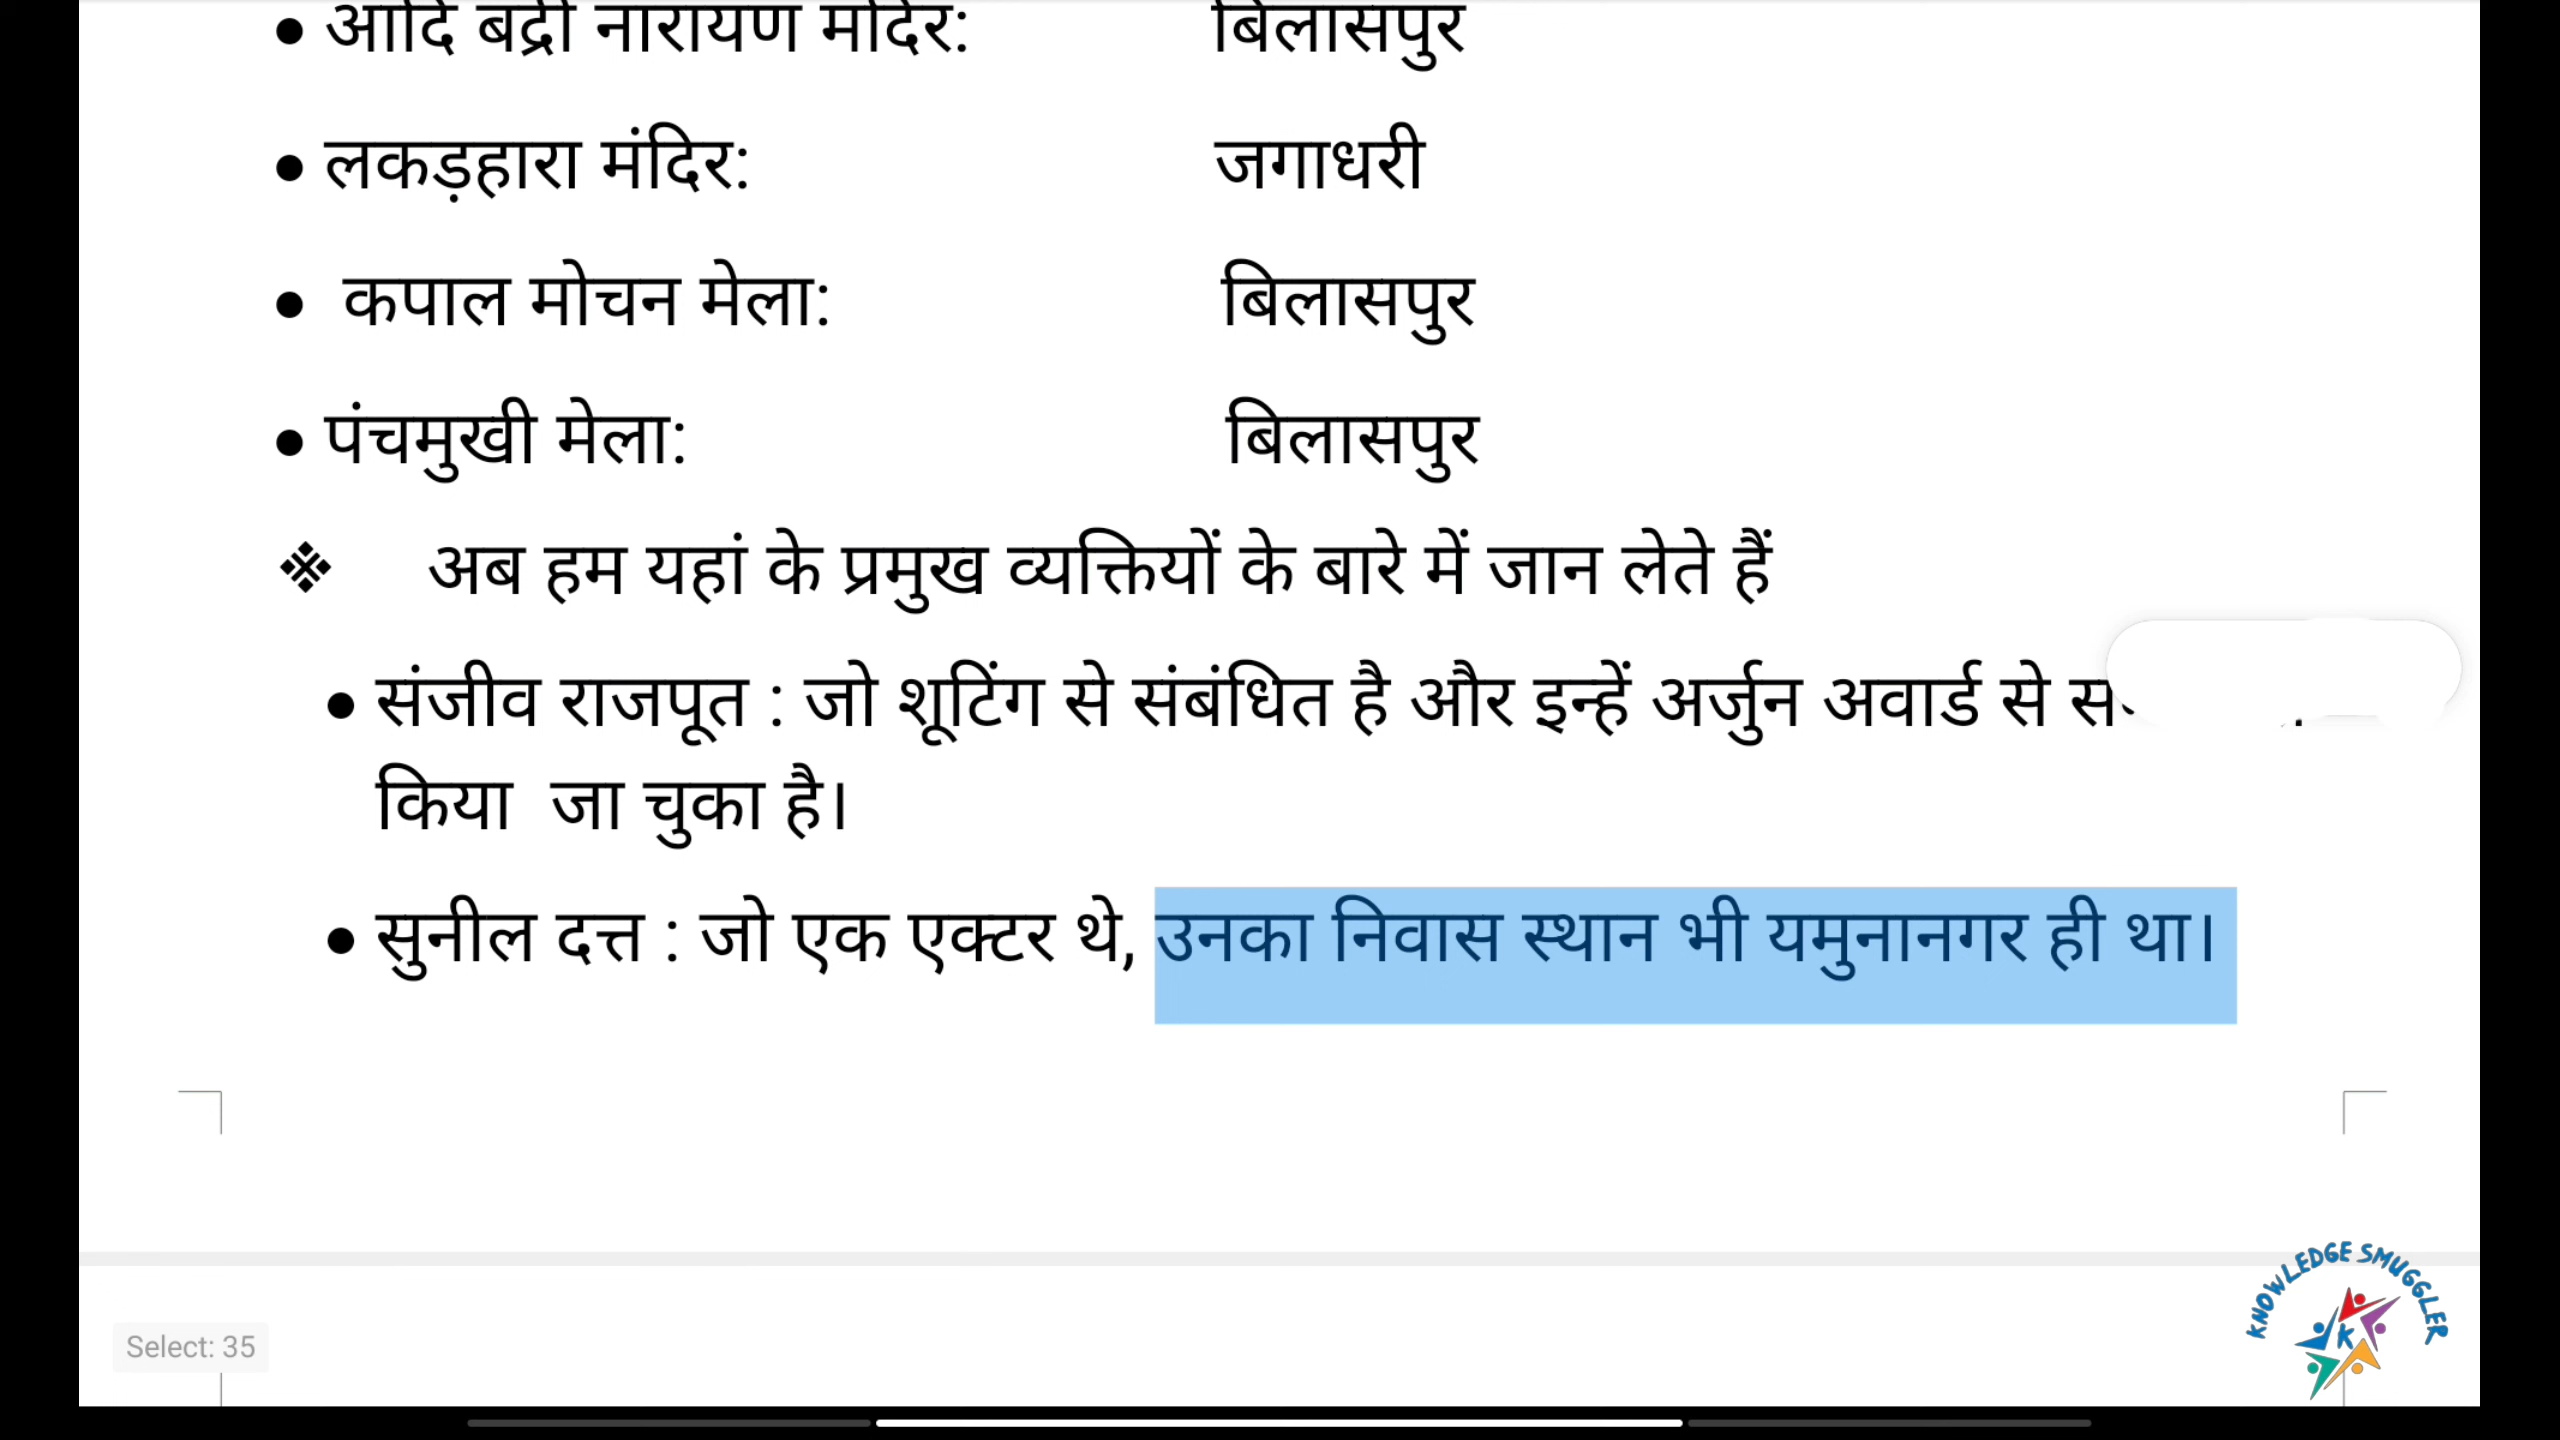 • आदि बद्री नारायण मंदिर: बिलासपुर
• लकड़हारा मंदिर: जगाधरी
• कपाल मोचन मेला: बिलासपुर
• पंचमुखी मेला: बिलासपुर
❖ अब हम यहां के प्रमुख व्यक्तियों के बारे में जान लेते हैं
• संजीव राजपूत : जो शूटिंग से संबंधित है और इन्हें अर्जुन अवार्ड से
किया जा चुका है।
• सुनील दत्त : जो एक एक्टर थे, उनका निवास स्थान भी यमुनानगर ही था।
Select: 35
KNOWLEDGE SMUGGLER
K